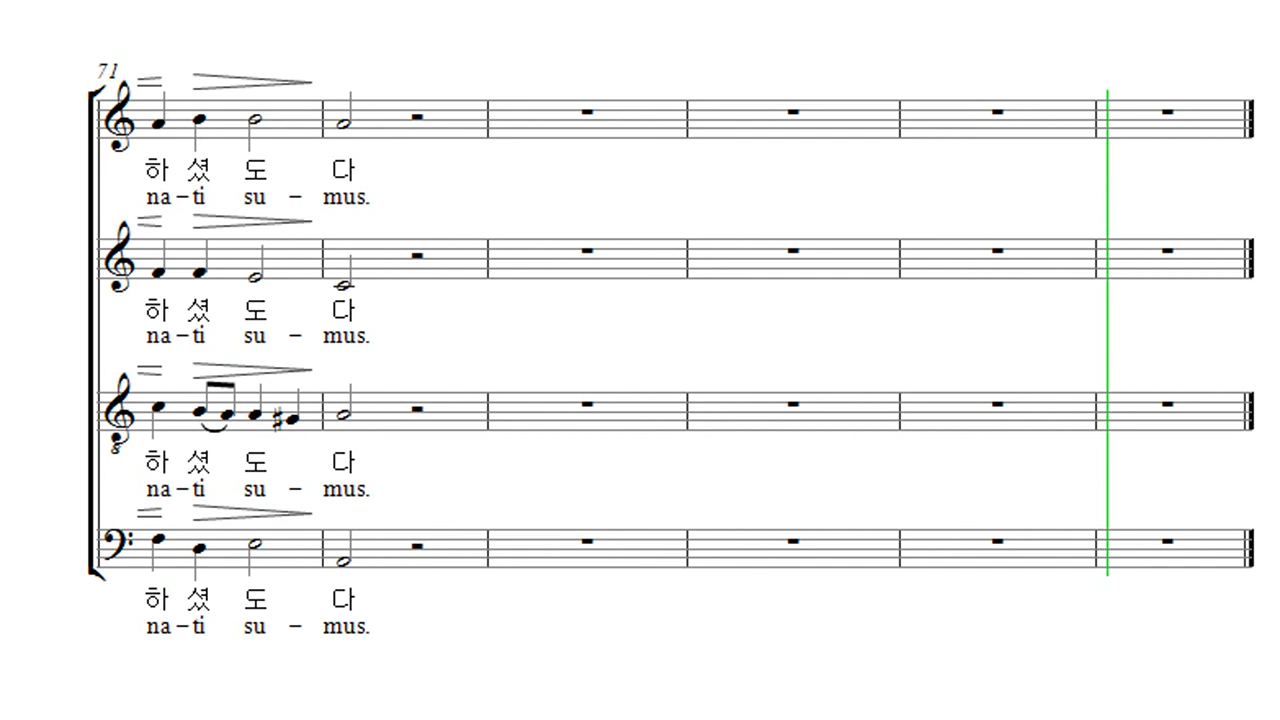 71
하 셨 도 다
na – ti su – mus.
하 셨 도 다
na – ti su – mus.
하 셨 도 다
na – ti su – mus.
8
하 셨 도 다
na – ti su – mus.